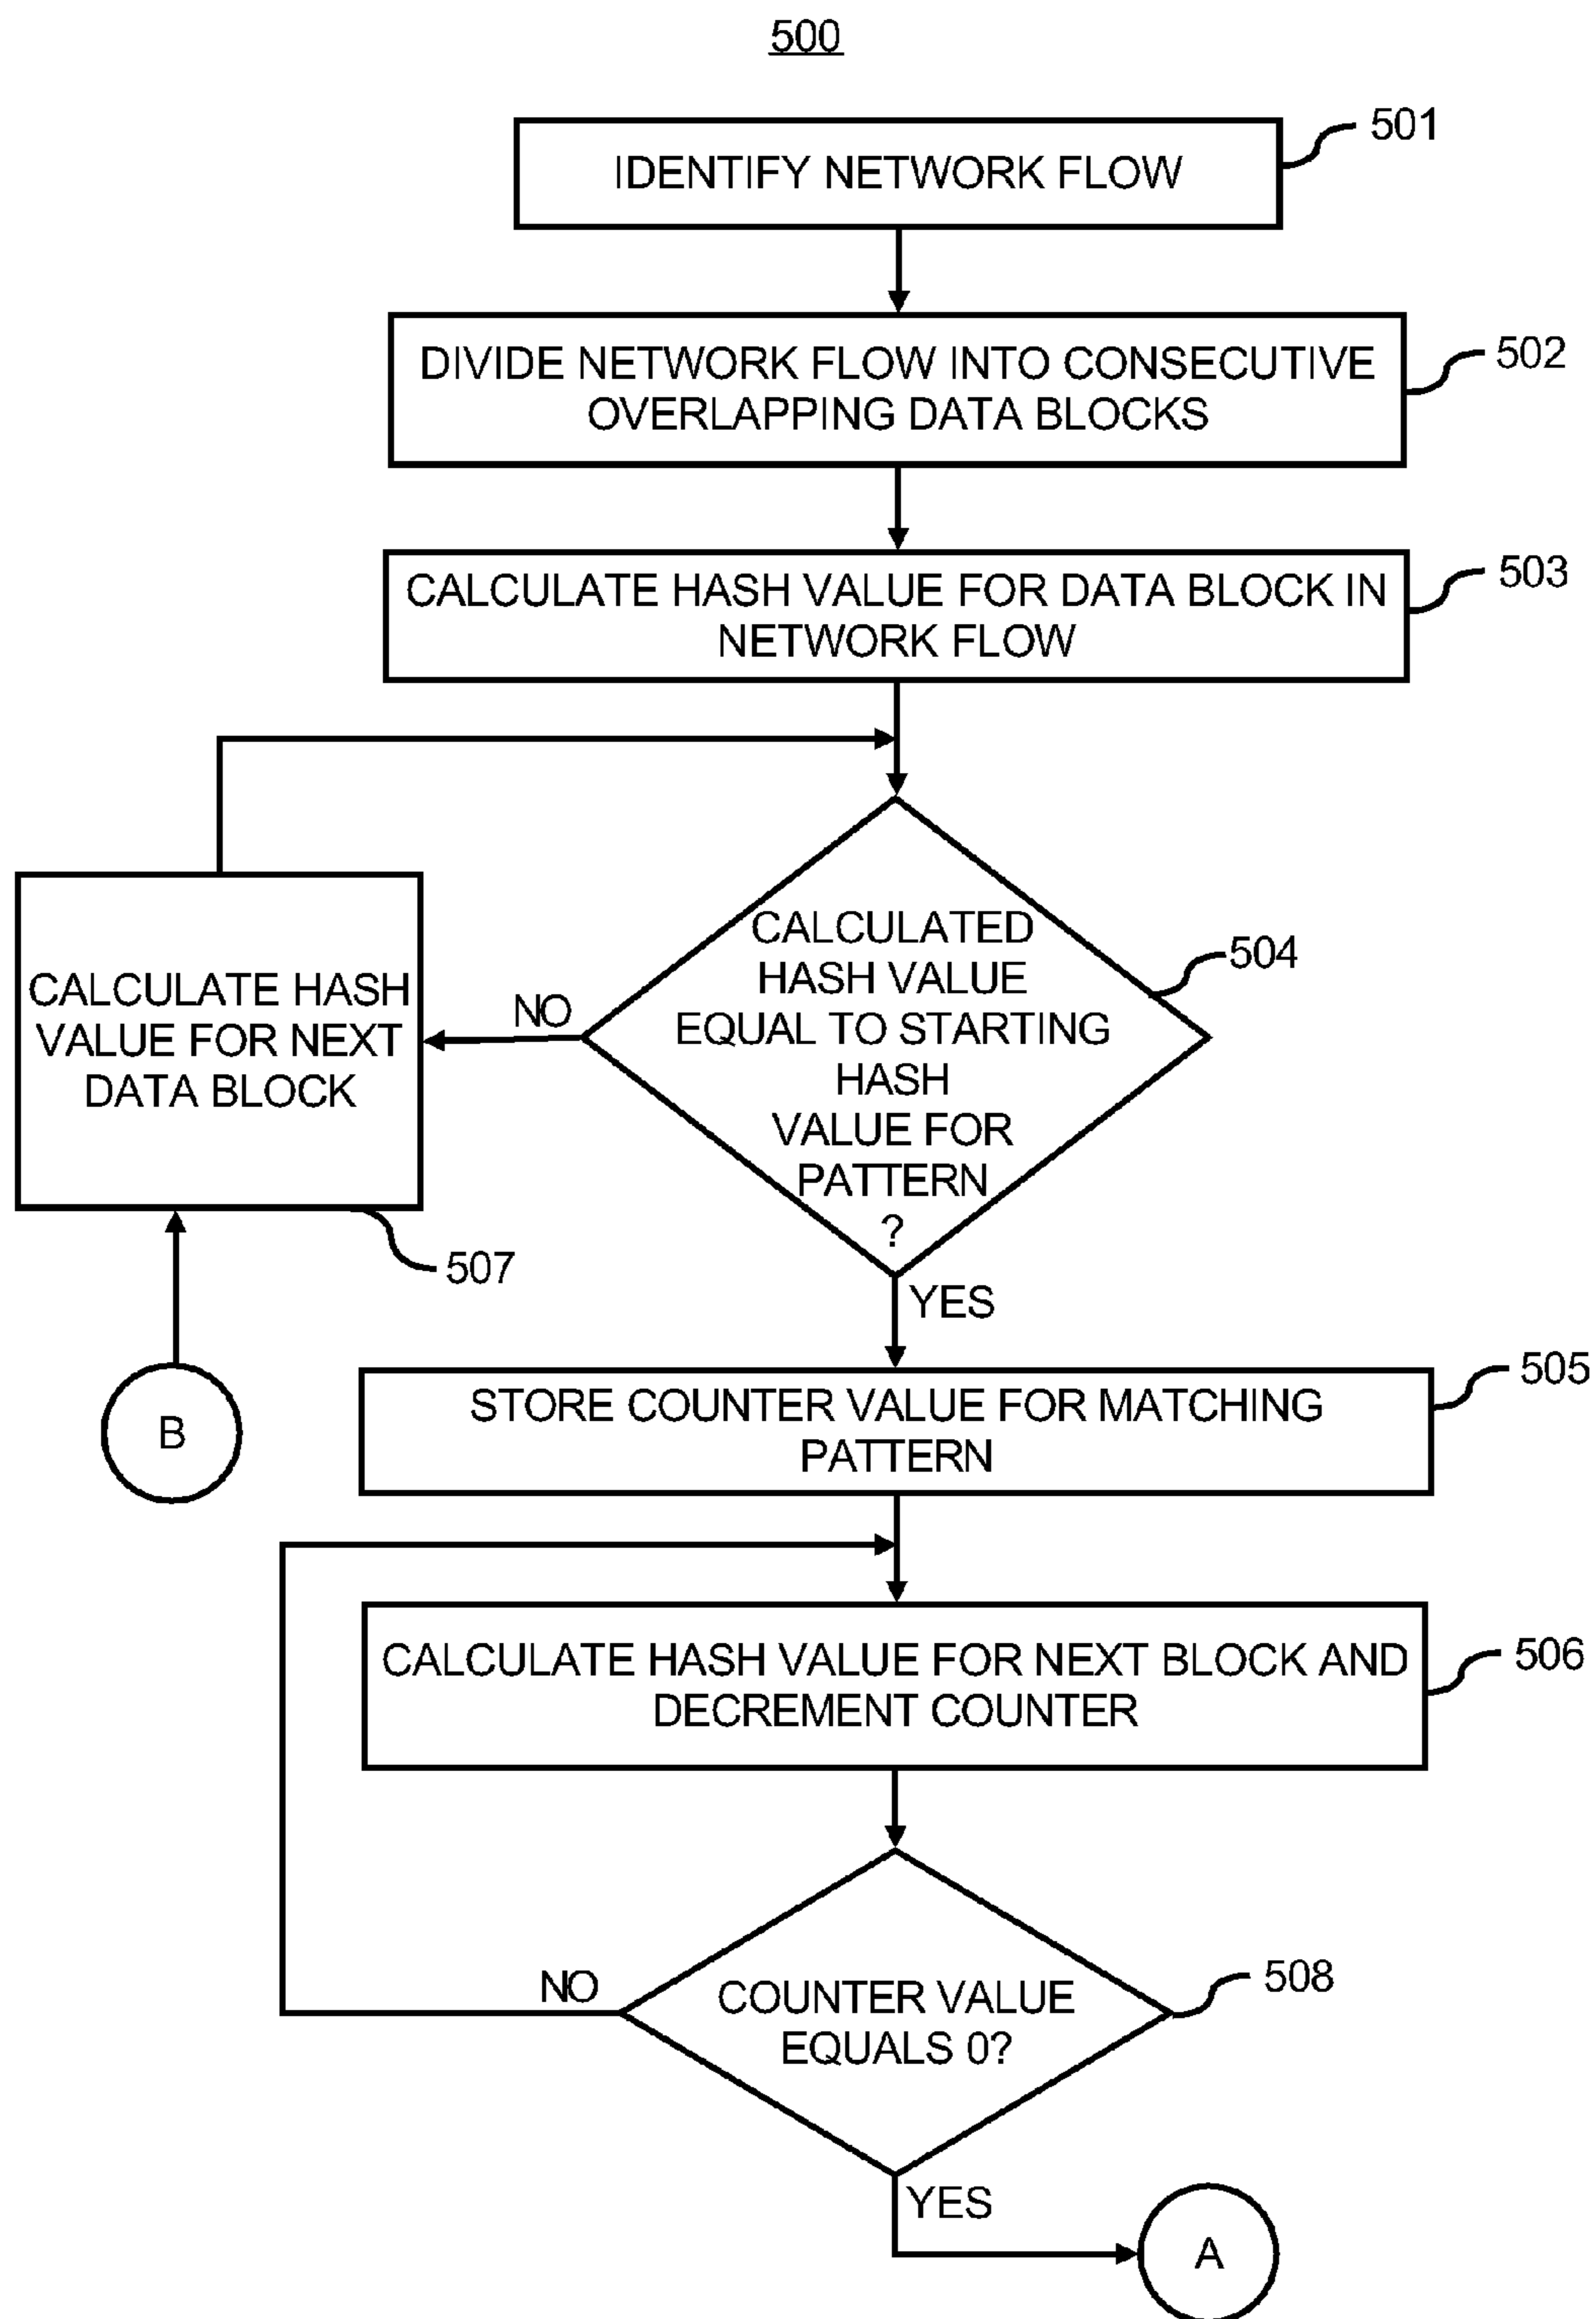 500
IDENTIFY NETWORK FLOW
501
DIVIDE NETWORK FLOW INTO CONSECUTIVE
OVERLAPPING DATA BLOCKS
502
CALCULATE HASH VALUE FOR DATA BLOCK IN
NETWORK FLOW
503
CALCULATED
HASH VALUE
EQUAL TO STARTING
HASH
VALUE FOR
PATTERN
?
504
NO
CALCULATE HASH
VALUE FOR NEXT
DATA BLOCK
507
B
YES
STORE COUNTER VALUE FOR MATCHING
PATTERN
505
CALCULATE HASH VALUE FOR NEXT BLOCK AND
DECREMENT COUNTER
506
COUNTER VALUE
EQUALS 0?
508
NO
YES
A